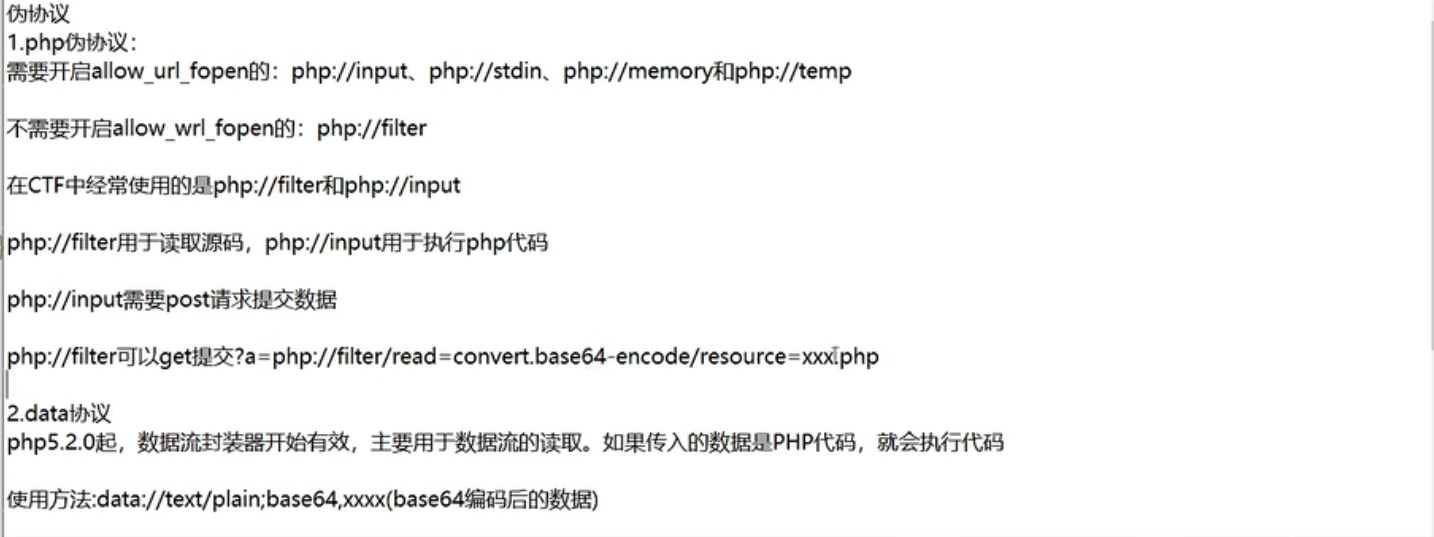 伪协议
1.php伪协议：
需要开启allow_url_fopen的：php://input、php://stdin、php://memory和php://temp
不需要开启allow_wrl_fopen的：php://filter
在CTF中经常使用的是php://filter和php://input
php://filter用于读取源码，php://input用于执行php代码
php://input需要post请求提交数据
php://filter可以get提交?a=php://filter/read=convert.base64-encode/resource=xxx.php
2.data协议
php5.2.0起，数据流封装器开始有效，主要用于数据流的读取。如果传入的数据是PHP代码，就会执行代码
使用方法:data://text/plain;base64,xxxx(base64编码后的数据)